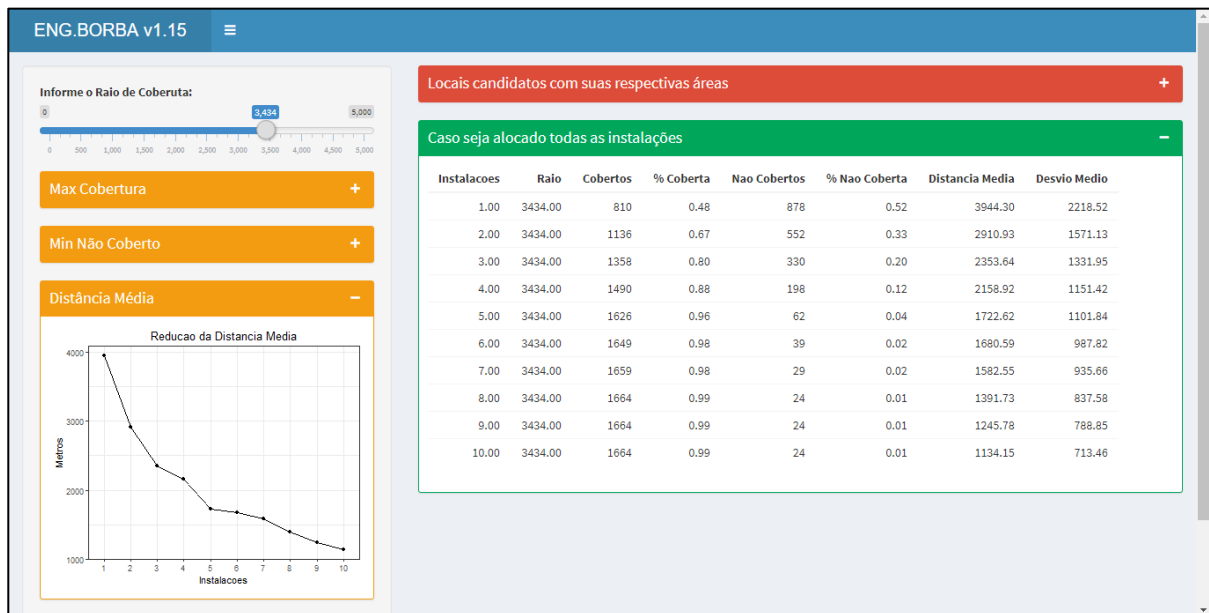 ENG.BORBA v1.15
Informe o Raio de Coberuta:
0 3,434 5,000
0 500 1,000 1,500 2,000 2,500 3,000 3,500 4,000 4,500 5,000
Max Cobertura +
Min Não Coberto +
Distância Média −
Reducao da Distancia Media
Metros
4000
3000
2000
1000
1 2 3 4 5 6 7 8 9 10
Instalacoes
Locais candidatos com suas respectivas áreas +
Caso seja alocado todas as instalações −
Instalacoes Raio Cobertos % Coberta Nao Cobertos % Nao Coberta Distancia Media Desvio Medio
1.00 3434.00 810 0.48 878 0.52 3944.30 2218.52
2.00 3434.00 1136 0.67 552 0.33 2910.93 1571.13
3.00 3434.00 1358 0.80 330 0.20 2353.64 1331.95
4.00 3434.00 1490 0.88 198 0.12 2158.92 1151.42
5.00 3434.00 1626 0.96 62 0.04 1722.62 1101.84
6.00 3434.00 1649 0.98 39 0.02 1680.59 987.82
7.00 3434.00 1659 0.98 29 0.02 1582.55 935.66
8.00 3434.00 1664 0.99 24 0.01 1391.73 837.58
9.00 3434.00 1664 0.99 24 0.01 1245.78 788.85
10.00 3434.00 1664 0.99 24 0.01 1134.15 713.46